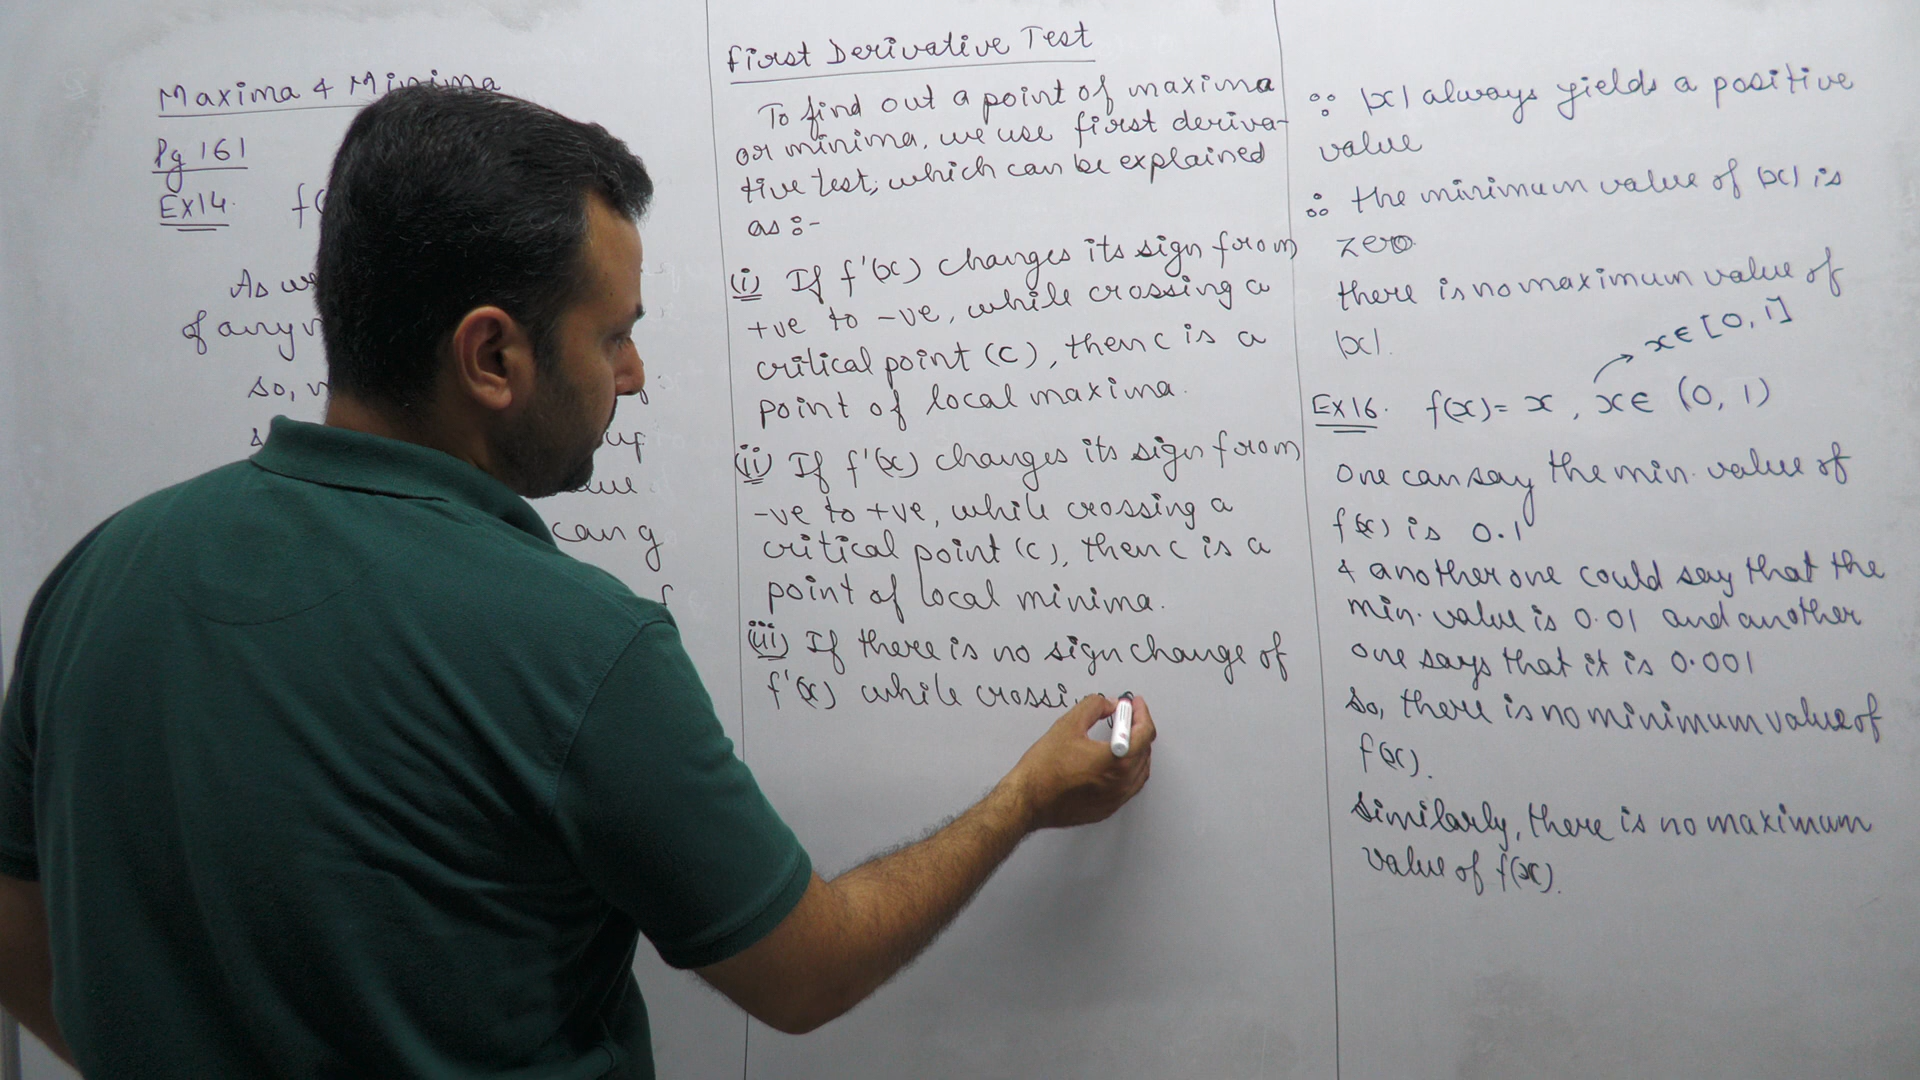 Maxima & Minima
Pg 161
Ex14.
As we
of any
so,
can g
First Derivative Test
To find out a point of maxima
or minima, we use first deriva-
tive test, which can be explained
as :-
(i) If f'(x) changes its sign from
+ve to -ve, while crossing a
critical point (c), then c is a
point of local maxima.
(ii) If f'(x) changes its sign from
-ve to +ve, while crossing a
critical point (c), then c is a
point of local minima.
(iii) If there is no sign change of
f'(x) while crossi
∵ |x| always yields a positive
value
∴ the minimum value of |x| is
zero.
there is no maximum value of
|x|.
x∈ [0, 1]
Ex16. f(x)= x , x∈ (0, 1)
One can say the min. value of
f(x) is 0.1
& another one could say that the
min. value is 0.01 and another
one says that it is 0.001
so, there is no minimum value of
f(x).
Similarly, there is no maximum
value of f(x).